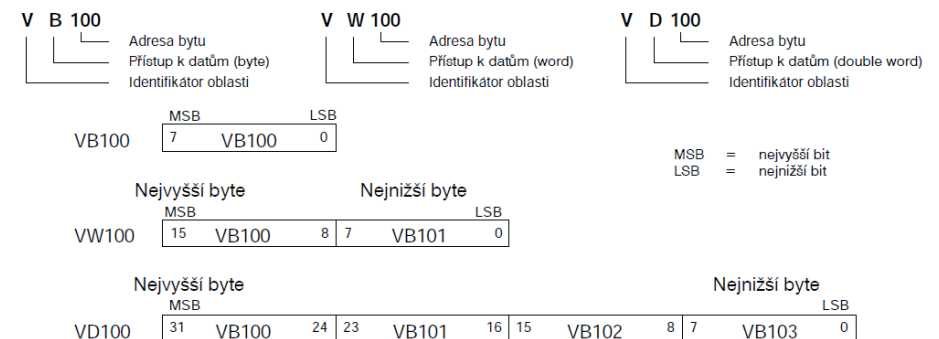 V B 100 V W 100 V D 100
Adresa bytu Adresa bytu Adresa bytu
Přístup k datům (byte) Přístup k datům (word) Přístup k datům (double word)
Identifikátor oblasti Identifikátor oblasti Identifikátor oblasti
MSB LSB
VB100 7 VB100 0
MSB = nejvyšší bit
LSB = nejnižší bit
Nejvyšší byte Nejnižší byte
MSB LSB
VW100 15 VB100 8 7 VB101 0
Nejvyšší byte Nejnižší byte
MSB LSB
VD100 31 VB100 24 23 VB101 16 15 VB102 8 7 VB103 0